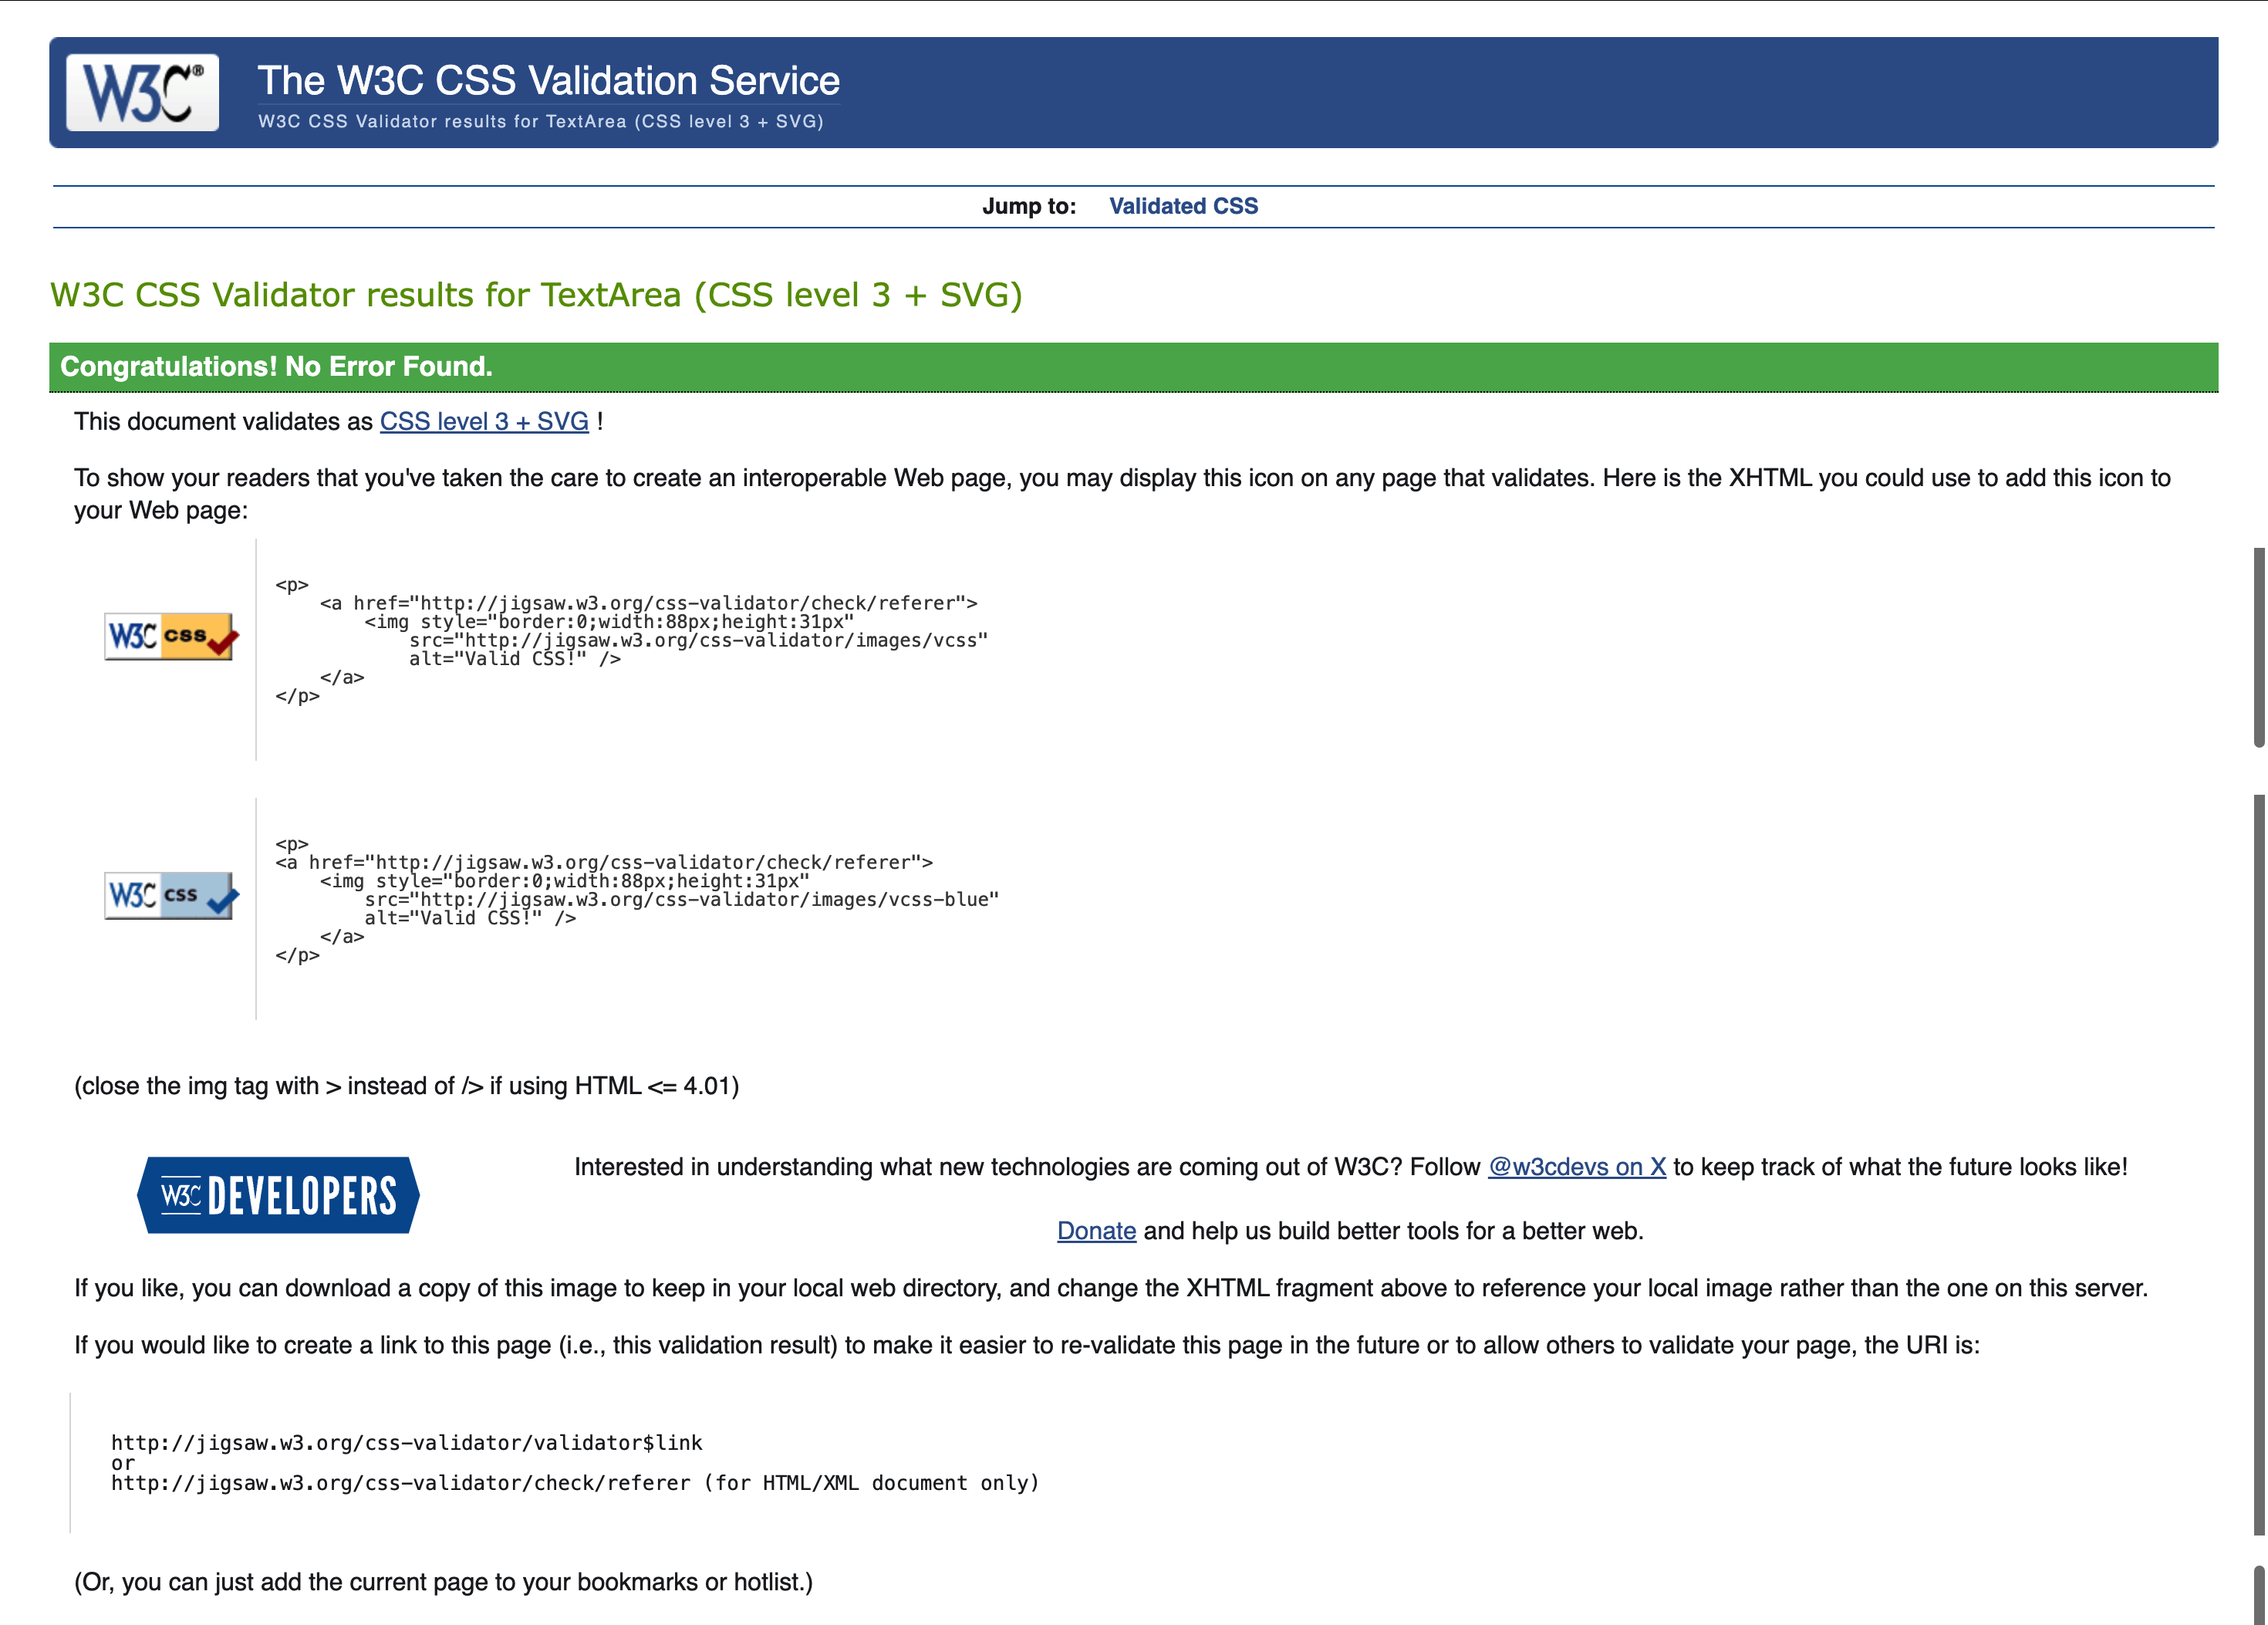 W3C®
The W3C CSS Validation Service
W3C CSS Validator results for TextArea (CSS level 3 + SVG)
Jump to: Validated CSS
W3C CSS Validator results for TextArea (CSS level 3 + SVG)
Congratulations! No Error Found.
This document validates as CSS level 3 + SVG !
To show your readers that you've taken the care to create an interoperable Web page, you may display this icon on any page that validates. Here is the XHTML you could use to add this icon to
your Web page:
W3C css
<p>
    <a href="http://jigsaw.w3.org/css-validator/check/referer">
        <img style="border:0;width:88px;height:31px"
            src="http://jigsaw.w3.org/css-validator/images/vcss"
            alt="Valid CSS!" />
    </a>
</p>
W3C css
<p>
<a href="http://jigsaw.w3.org/css-validator/check/referer">
    <img style="border:0;width:88px;height:31px"
        src="http://jigsaw.w3.org/css-validator/images/vcss-blue"
        alt="Valid CSS!" />
    </a>
</p>
(close the img tag with > instead of /> if using HTML <= 4.01)
W3C DEVELOPERS
Interested in understanding what new technologies are coming out of W3C? Follow @w3cdevs on X to keep track of what the future looks like!
Donate and help us build better tools for a better web.
If you like, you can download a copy of this image to keep in your local web directory, and change the XHTML fragment above to reference your local image rather than the one on this server.
If you would like to create a link to this page (i.e., this validation result) to make it easier to re-validate this page in the future or to allow others to validate your page, the URI is:
http://jigsaw.w3.org/css-validator/validator$link
or
http://jigsaw.w3.org/css-validator/check/referer (for HTML/XML document only)
(Or, you can just add the current page to your bookmarks or hotlist.)